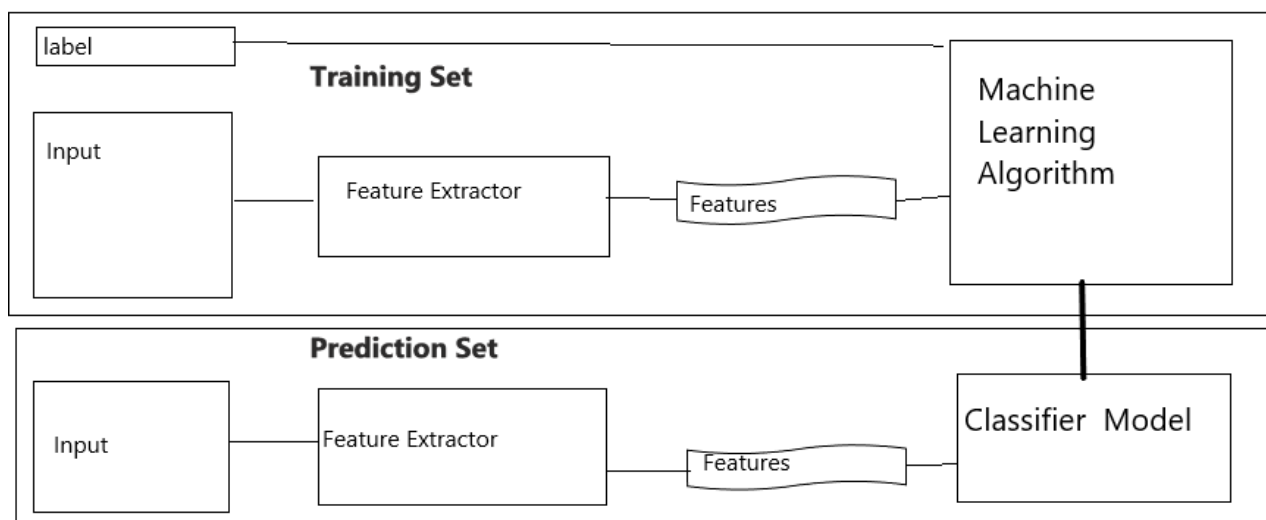 label
Training Set
Machine
Learning
Algorithm
Input
Feature Extractor
Features
Prediction Set
Classifier Model
Input
Feature Extractor
Features